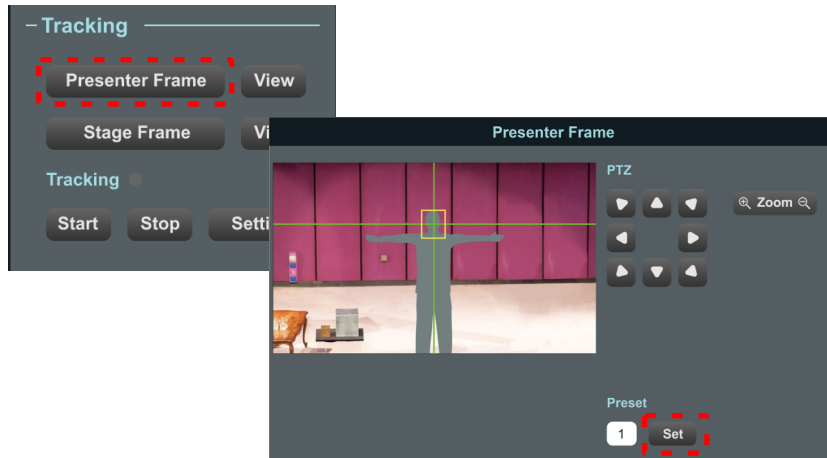 Tracking
Presenter Frame View
Stage Frame
Tracking
Start Stop
Presenter Frame
PTZ
Zoom
Preset
1 Set